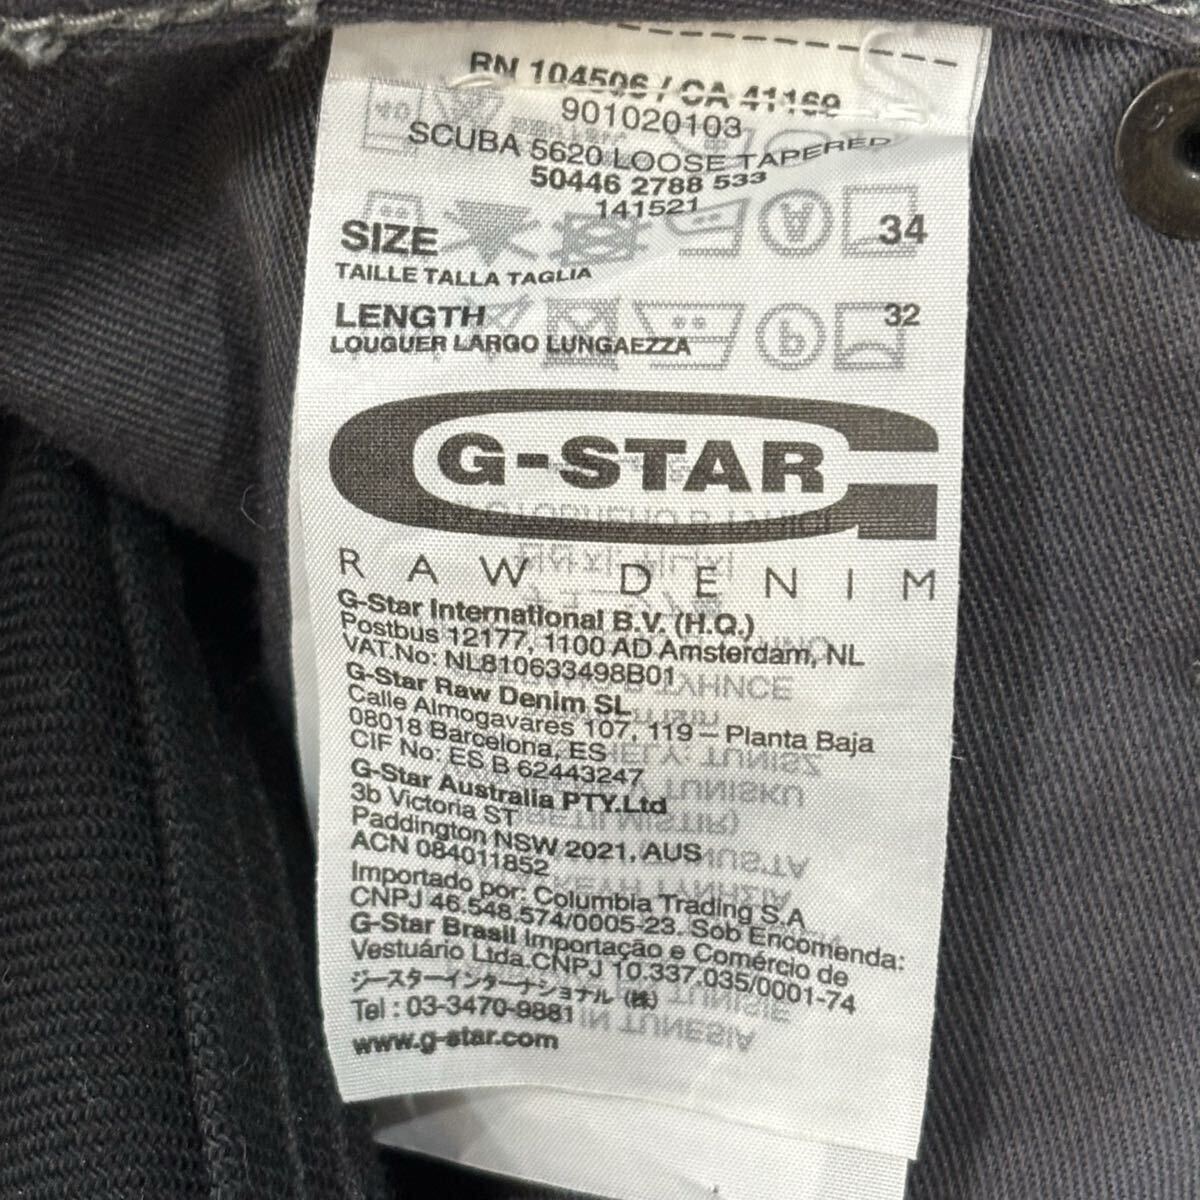 RN 104506 / CA 41169
901020103
SCUBA 5620 LOOSE TAPERED
50446 2788 533
141521
SIZE 34
TAILLE TALLA TAGLIA
LENGTH 32
LOUGUER LARGO LUNGAEZZA
G-STAR
RAW DENIM
G-Star International B.V. (H.Q.)
Postbus 12177, 1100 AD Amsterdam, NL
VAT.No: NL810633498B01
G-Star Raw Denim SL
Calle Almogavares 107, 119 – Planta Baja
08018 Barcelona, ES
CIF No: ES B 62443247
G-Star Australia PTY.Ltd
3b Victoria ST
Paddington NSW 2021, AUS
ACN 084011852
Importado por: Columbia Trading S.A
CNPJ 46.548.574/0005-23. Sob Encomenda:
G-Star Brasil Importação e Comércio de
Vestuário Ltda.CNPJ 10.337.035/0001-74
ジースターインターナショナル (株)
Tel : 03-3470-9881
www.g-star.com